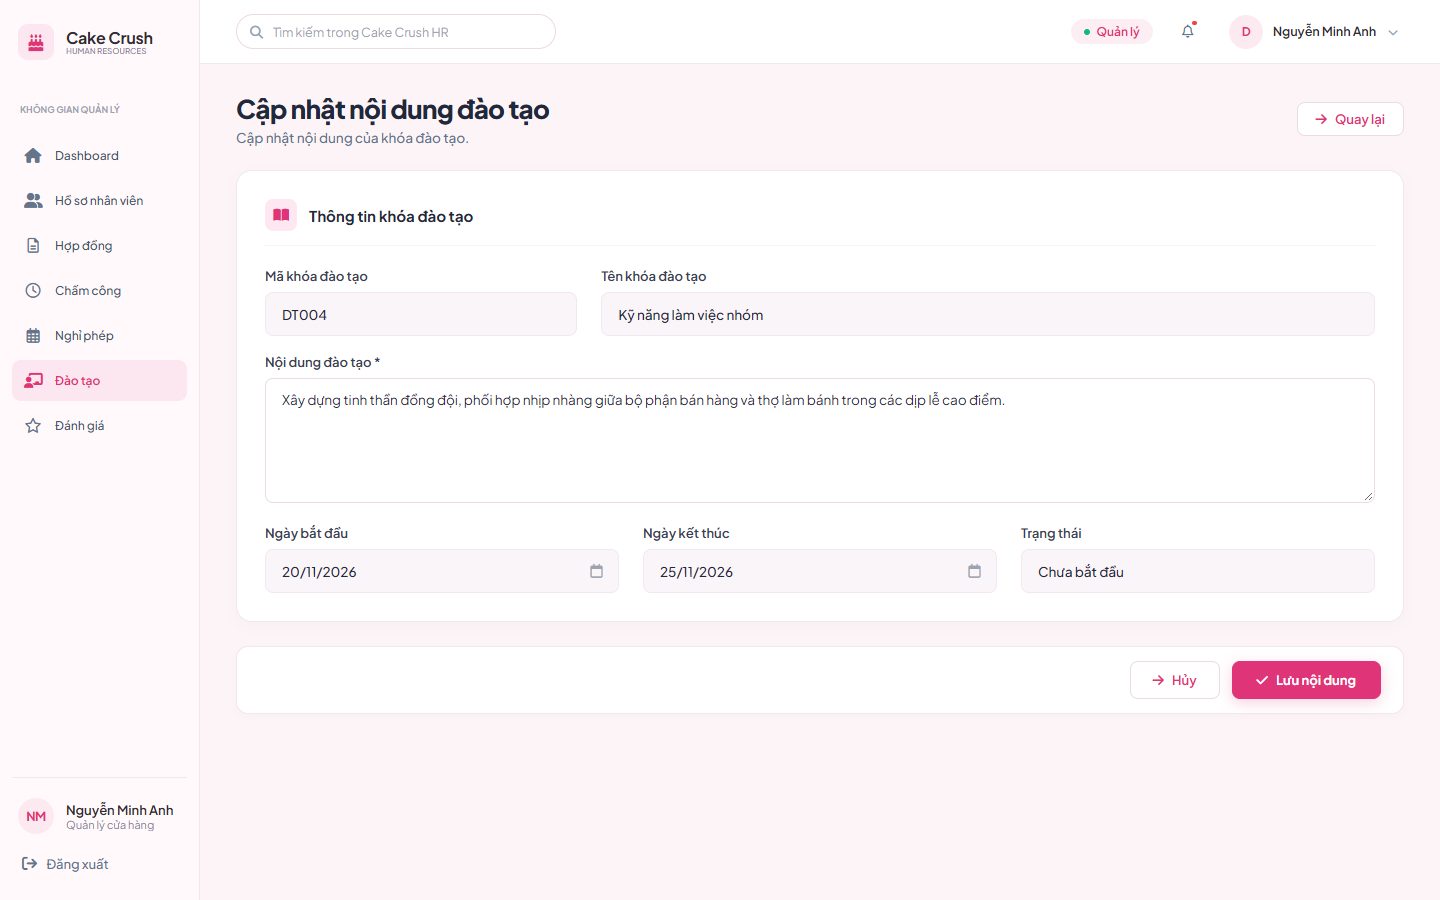 Cake Crush
HUMAN RESOURCES
KHÔNG GIAN QUẢN LÝ
Dashboard
Hồ sơ nhân viên
Hợp đồng
Chấm công
Nghỉ phép
Đào tạo
Đánh giá
NM
Nguyễn Minh Anh
Quản lý cửa hàng
Đăng xuất
Tìm kiếm trong Cake Crush HR
Quản lý
D
Nguyễn Minh Anh
Cập nhật nội dung đào tạo
Cập nhật nội dung của khóa đào tạo.
Quay lại
Thông tin khóa đào tạo
Mã khóa đào tạo
Tên khóa đào tạo
DT004
Kỹ năng làm việc nhóm
Nội dung đào tạo *
Xây dựng tinh thần đồng đội, phối hợp nhịp nhàng giữa bộ phận bán hàng và thợ làm bánh trong các dịp lễ cao điểm.
Ngày bắt đầu
Ngày kết thúc
Trạng thái
20/11/2026
25/11/2026
Chưa bắt đầu
Hủy
Lưu nội dung